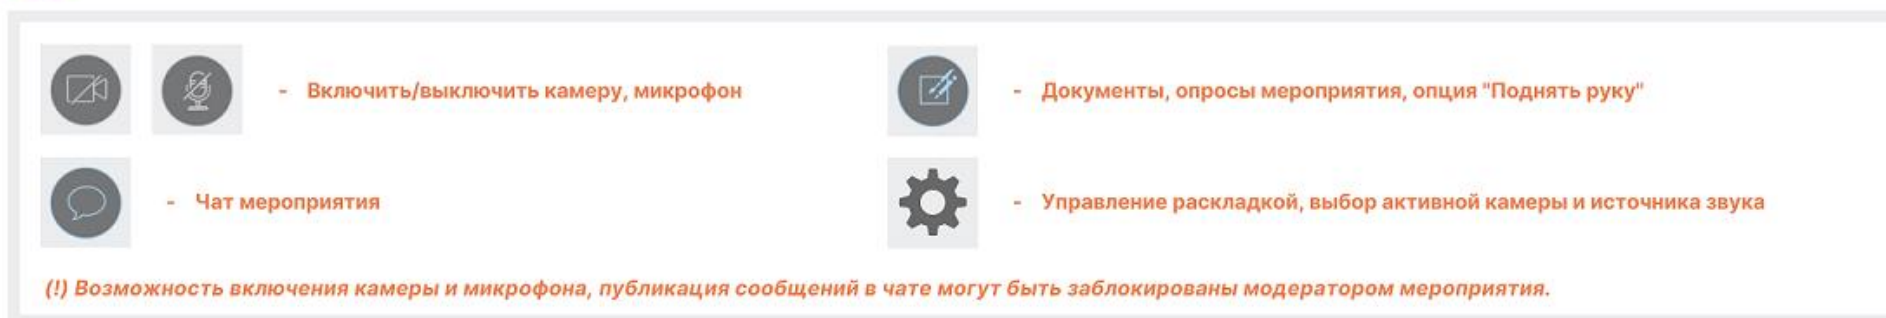 - Включить/выключить камеру, микрофон
- Документы, опросы мероприятия, опция "Поднять руку"
- Чат мероприятия
- Управление раскладкой, выбор активной камеры и источника звука
(!) Возможность включения камеры и микрофона, публикация сообщений в чате могут быть заблокированы модератором мероприятия.